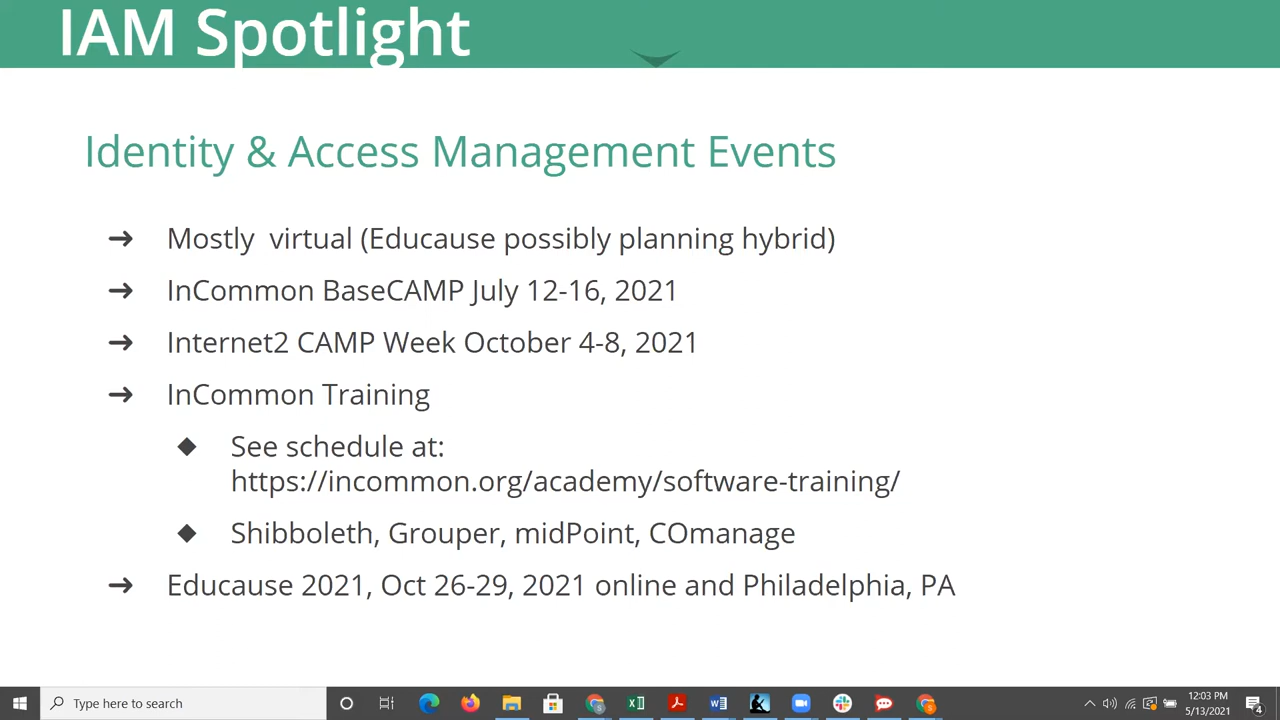 IAM Spotlight
Identity & Access Management Events
➔ Mostly  virtual (Educause possibly planning hybrid)
➔ InCommon BaseCAMP July 12-16, 2021
➔ Internet2 CAMP Week October 4-8, 2021
➔ InCommon Training
◆ See schedule at:
https://incommon.org/academy/software-training/
◆ Shibboleth, Grouper, midPoint, COmanage
➔ Educause 2021, Oct 26-29, 2021 online and Philadelphia, PA
Type here to search
12:03 PM
5/13/2021
4